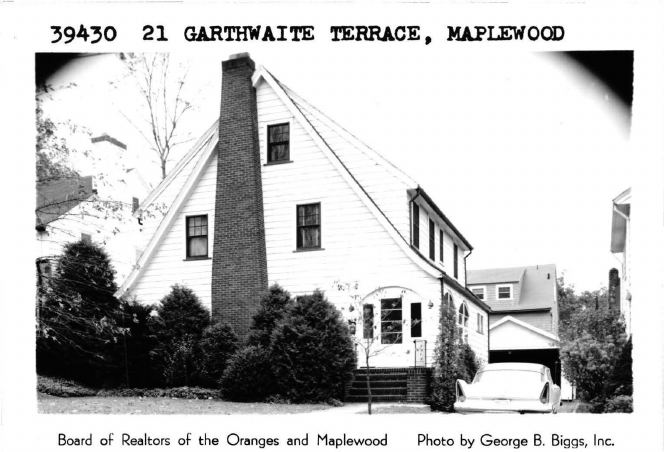 39430 21 GARTHWAITE TERRACE, MAPLEWOOD
Board of Realtors of the Oranges and Maplewood Photo by George B. Biggs, Inc.